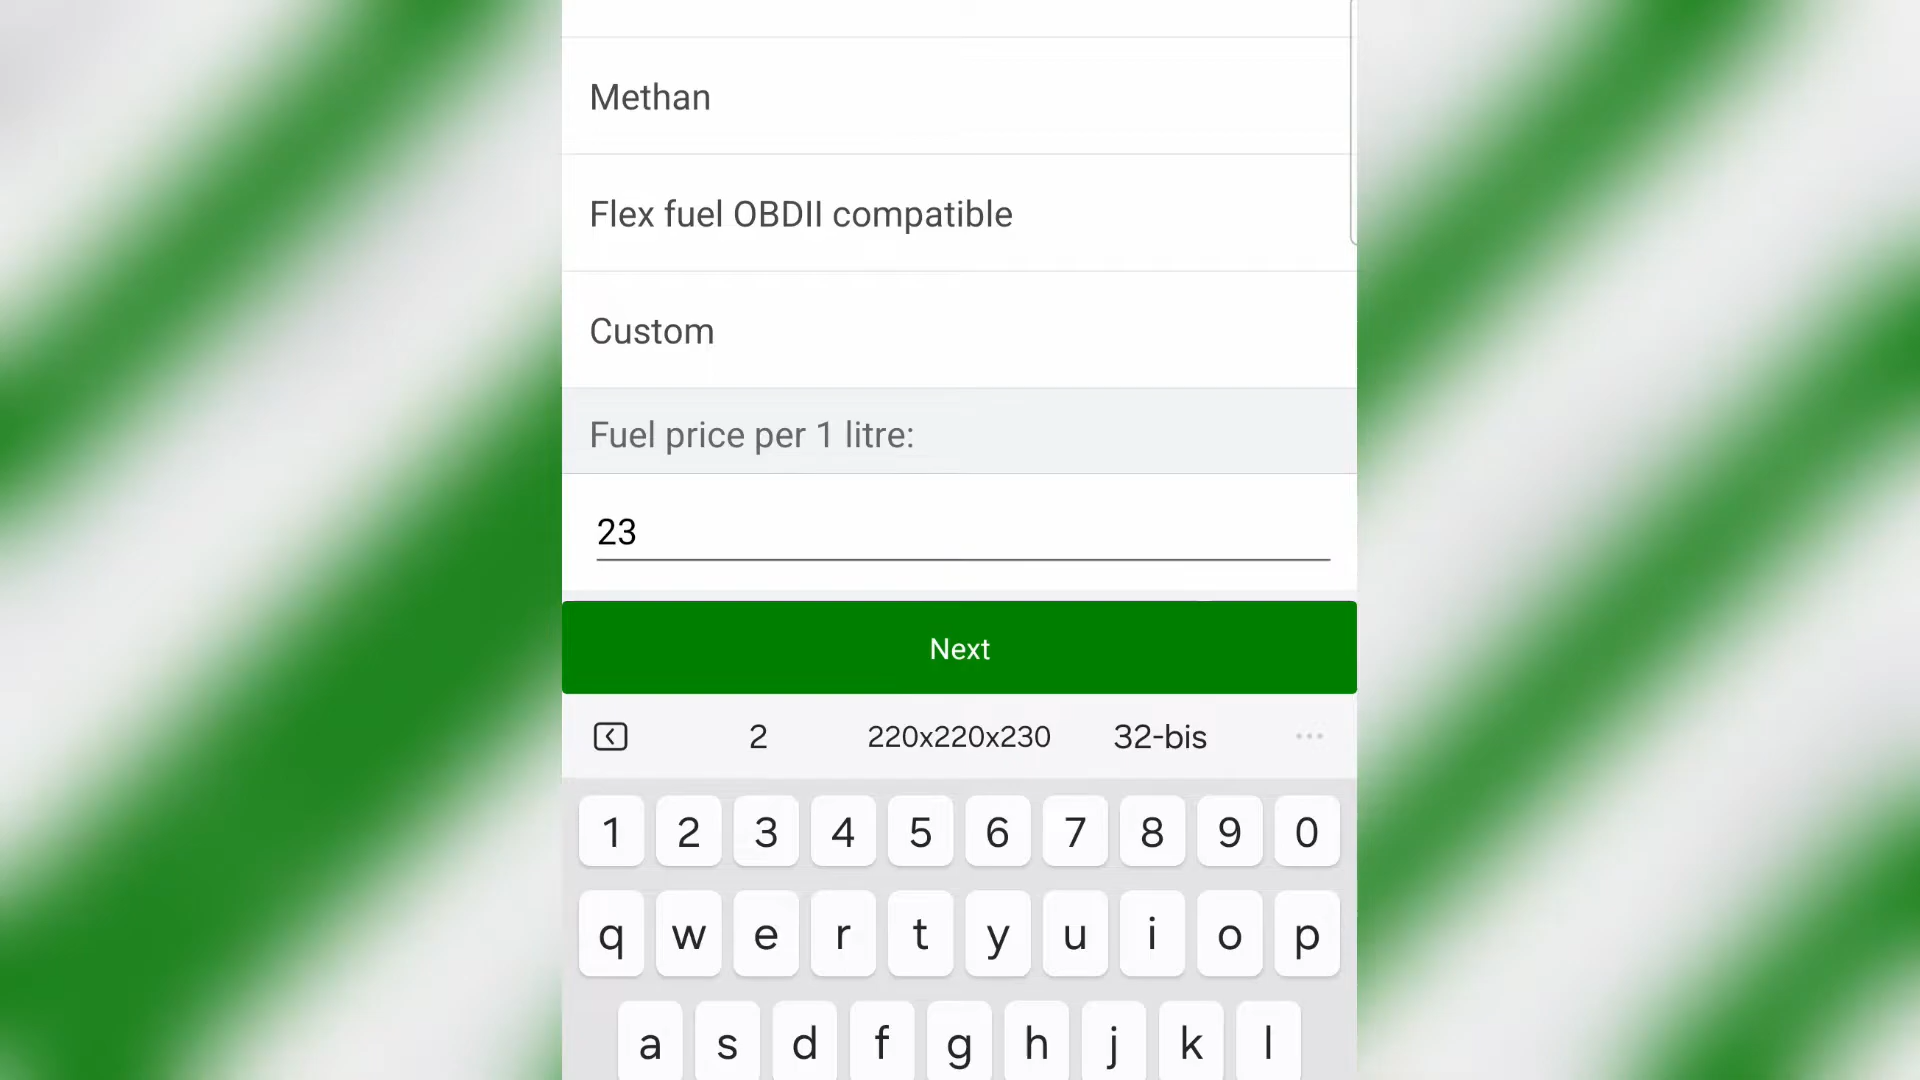 Methan
Flex fuel OBDII compatible
Custom
Fuel price per 1 litre:
23
Next
2 220x220x230 32-bis ...
1 2 3 4 5 6 7 8 9 0
q w e r t y u i o p
a s d f g h j k l